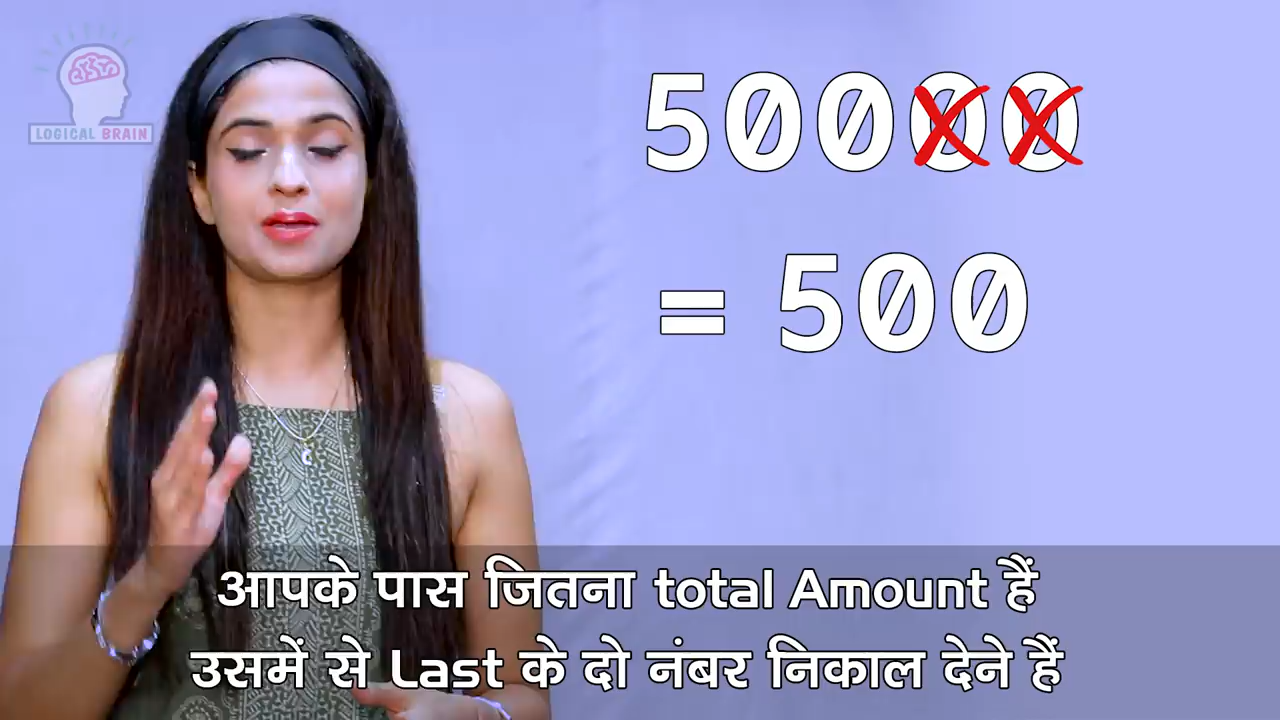 LOGICAL BRAIN
50000
= 500
आपके पास जितना total Amount हैं
उसमें से Last के दो नंबर निकाल देने हैं